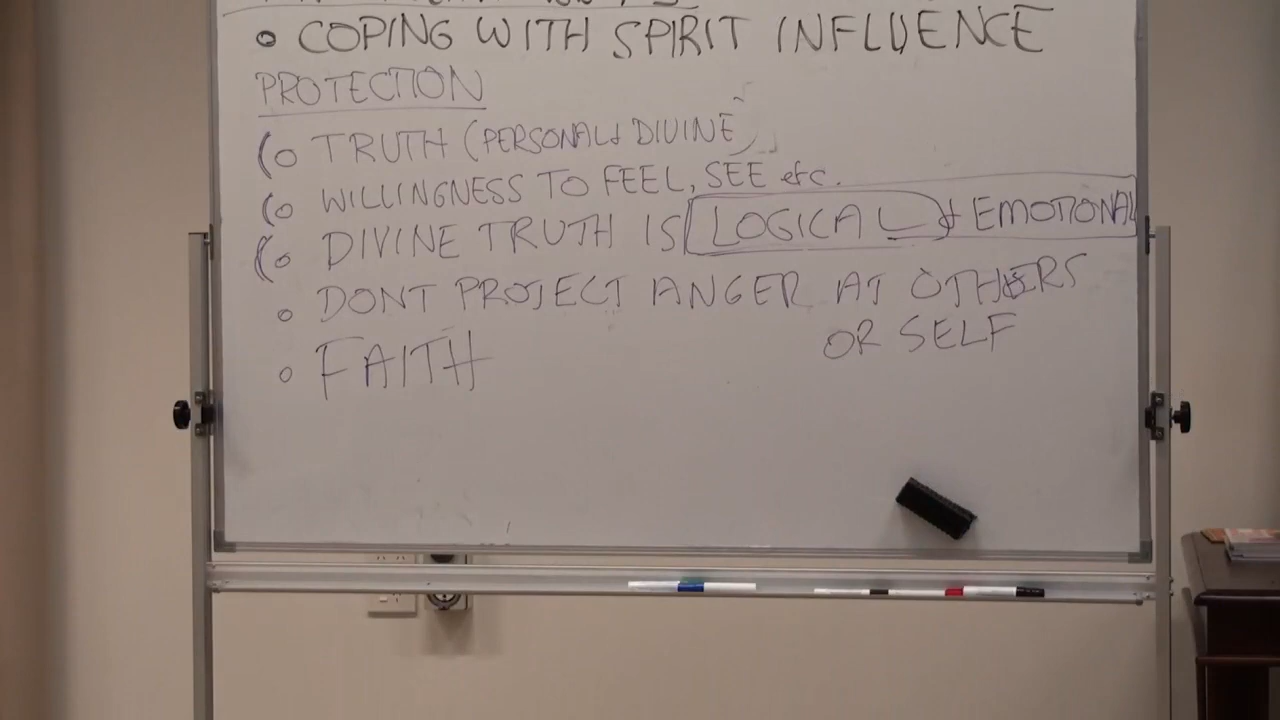 • COPING WITH SPIRIT INFLUENCE
PROTECTION
(o TRUTH (PERSONAL & DIVINE)
(o WILLINGNESS TO FEEL, SEE etc.
(o DIVINE TRUTH IS LOGICAL & EMOTIONAL
o DONT PROJECT ANGER AT OTHERS
OR SELF
o FAITH